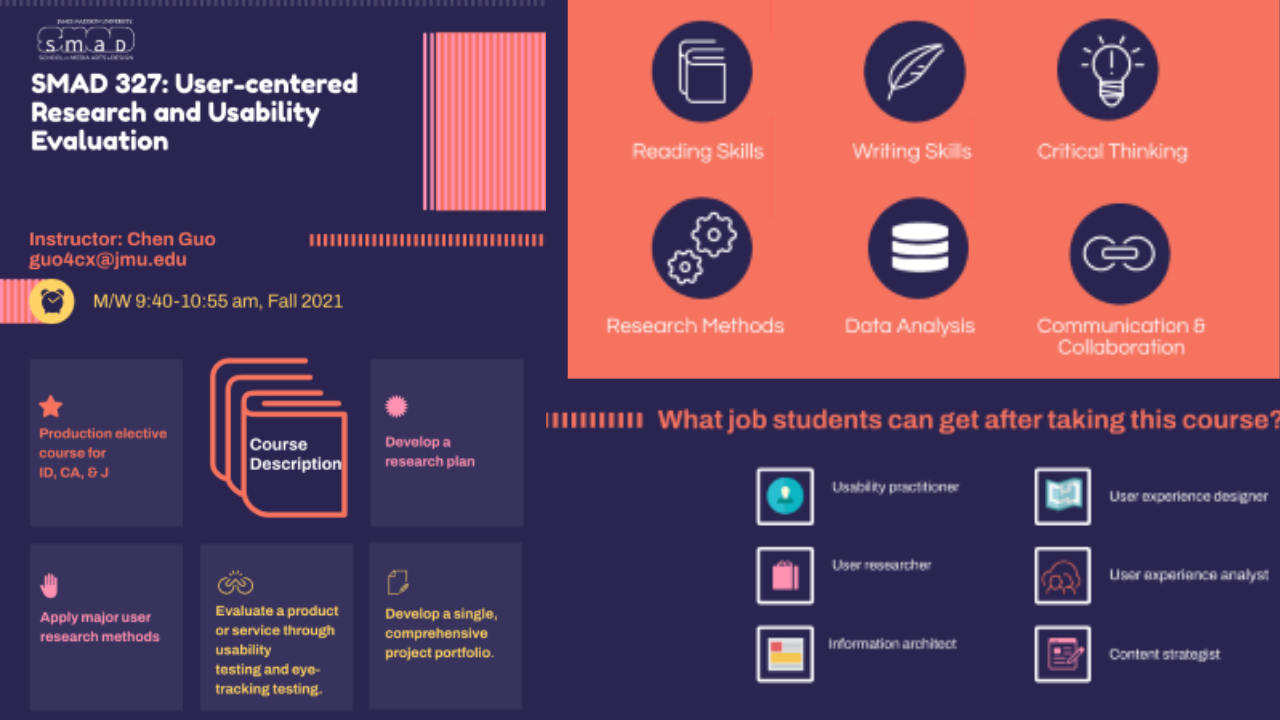 JAMES MADISON UNIVERSITY
smad
SCHOOL of MEDIA ARTS & DESIGN
SMAD 327: User-centered
Research and Usability
Evaluation
Instructor: Chen Guo
guo4cx@jmu.edu
M/W 9:40-10:55 am, Fall 2021
Production elective
course for
ID, CA, & J
Course
Description
Develop a
research plan
Apply major user
research methods
Evaluate a product
or service through
usability
testing and eye-
tracking testing.
Develop a single,
comprehensive
project portfolio.
Reading Skills
Writing Skills
Critical Thinking
Research Methods
Data Analysis
Communication &
Collaboration
What job students can get after taking this course?
Usability practitioner
User experience designer
User researcher
User experience analyst
Information architect
Content strategist